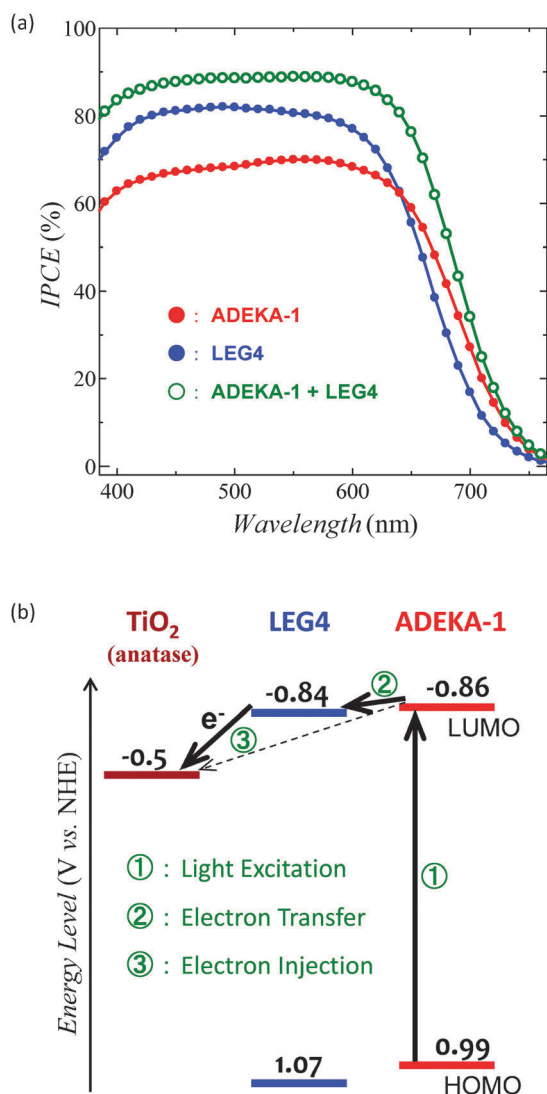 (a)
100
80
60
40
20
0
IPCE (%)
400 500 600 700
Wavelength (nm)
: ADEKA-1
: LEG4
: ADEKA-1 + LEG4
(b)
TiO₂ LEG4 ADEKA-1
(anatase)
Energy Level (V vs. NHE)
-0.84 ② -0.86
e⁻ LUMO
③
-0.5
①
① : Light Excitation
② : Electron Transfer
③ : Electron Injection
1.07 0.99
HOMO